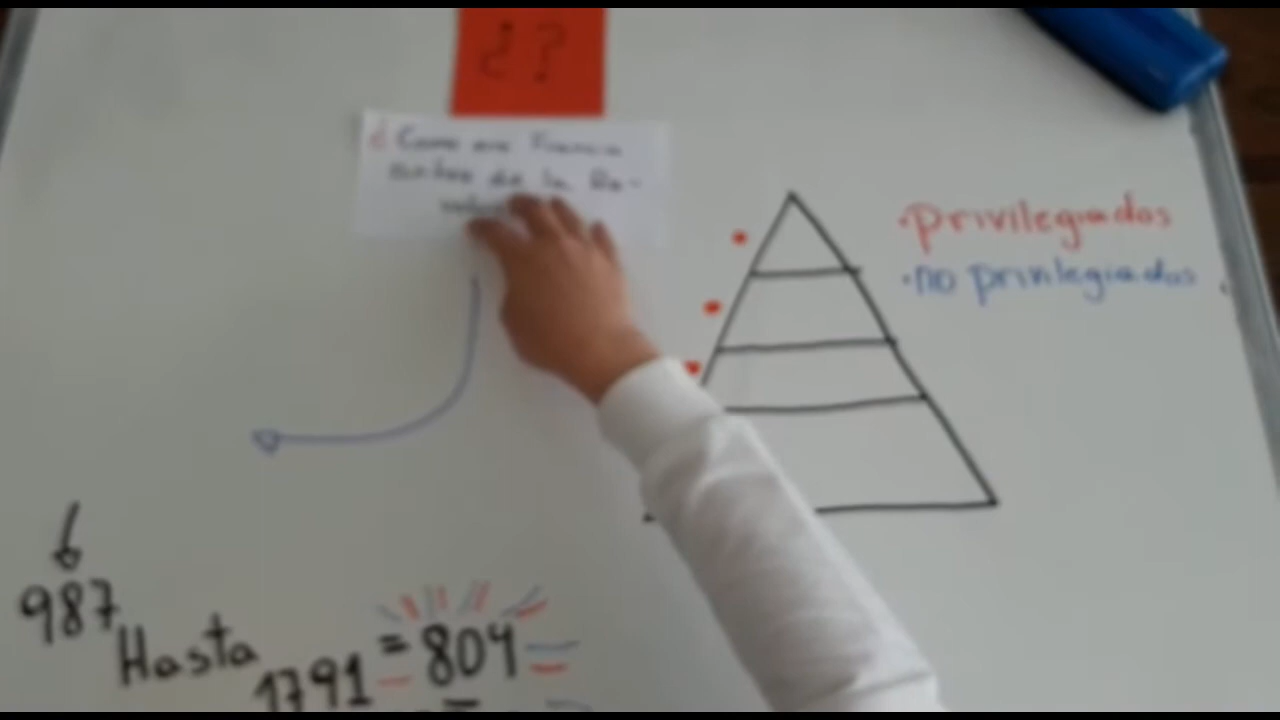 ¿?
¿Como era Francia
antes de la Re-
• privilegiados
• no privilegiados
987
Hasta
1791 = 804